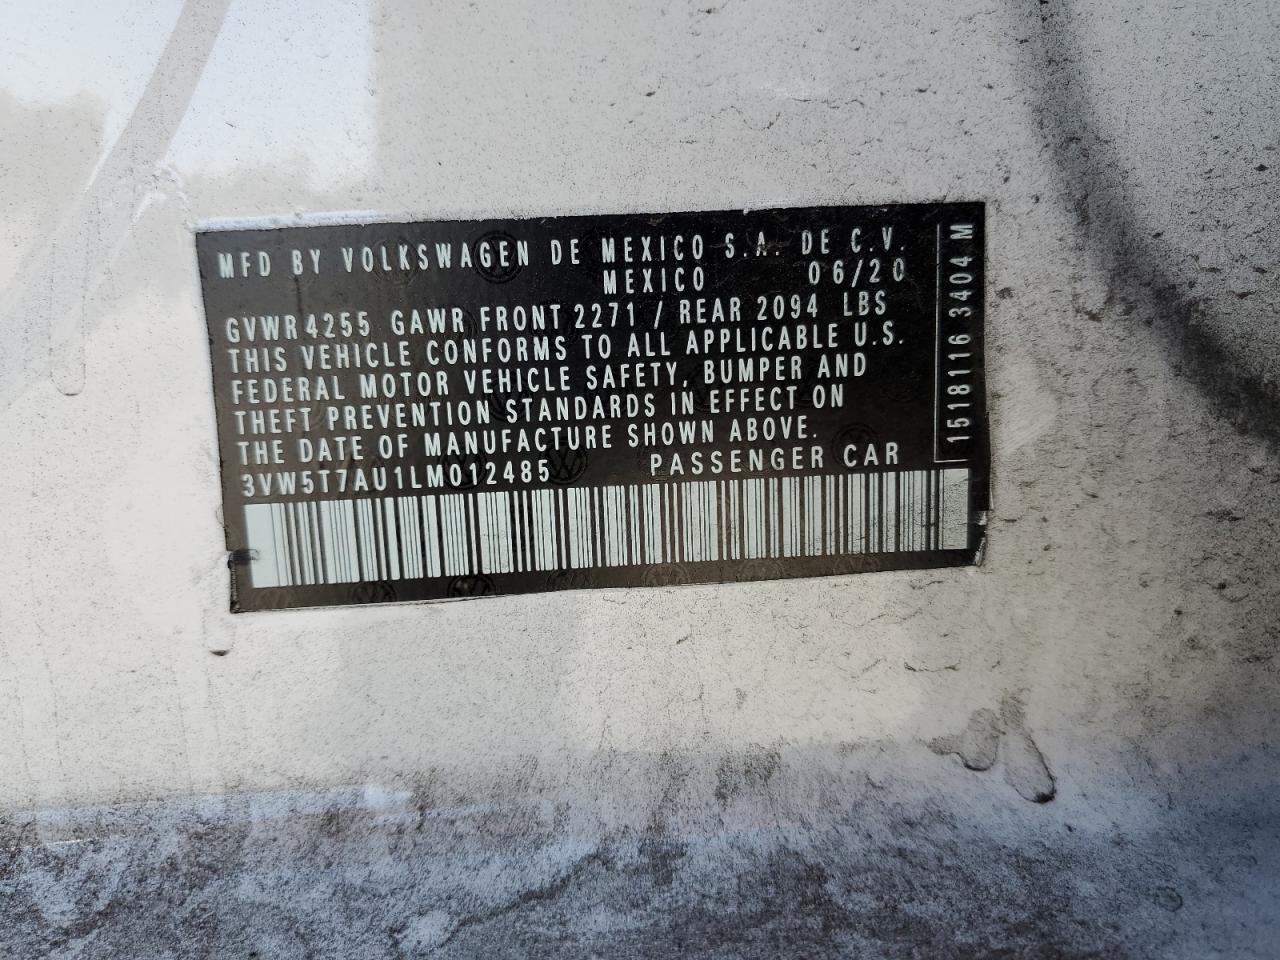 MFD BY VOLKSWAGEN DE MEXICO S.A. DE C.V.
MEXICO 06/20
GVWR 4255 GAWR FRONT 2271 / REAR 2094 LBS
THIS VEHICLE CONFORMS TO ALL APPLICABLE U.S.
FEDERAL MOTOR VEHICLE SAFETY, BUMPER AND
THEFT PREVENTION STANDARDS IN EFFECT ON
THE DATE OF MANUFACTURE SHOWN ABOVE.
3VW5T7AU1LM012485 PASSENGER CAR
1518116 3404 M